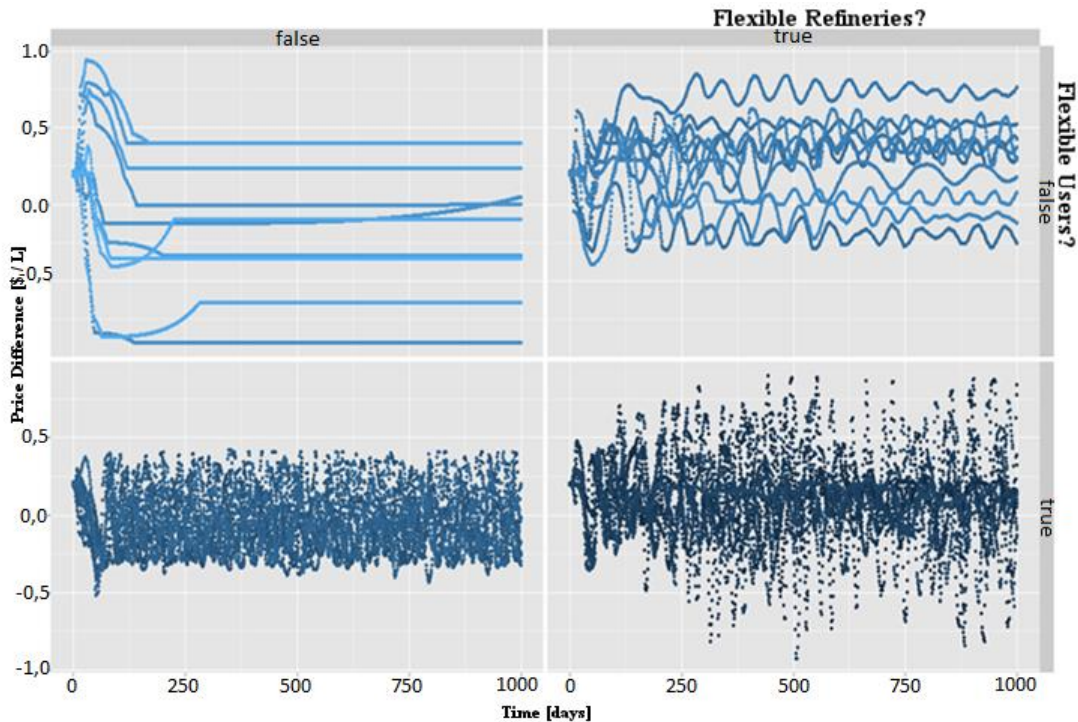 Flexible Refineries?
false
true
1.0
0,5
0.0
-0,5
Price Difference [$ / L]
false
Flexible Users?
0,5
0,0
-0,5
-1,0
true
0
250
500
750
1000
0
250
500
750
1000
Time [days]